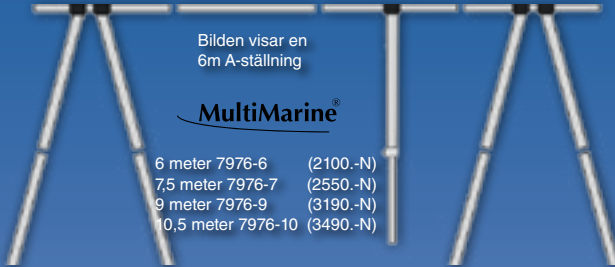 Bilden visar en
6m A-ställning
MultiMarine®
6 meter 7976-6 (2100.-N)
7,5 meter 7976-7 (2550.-N)
9 meter 7976-9 (3190.-N)
10,5 meter 7976-10 (3490.-N)